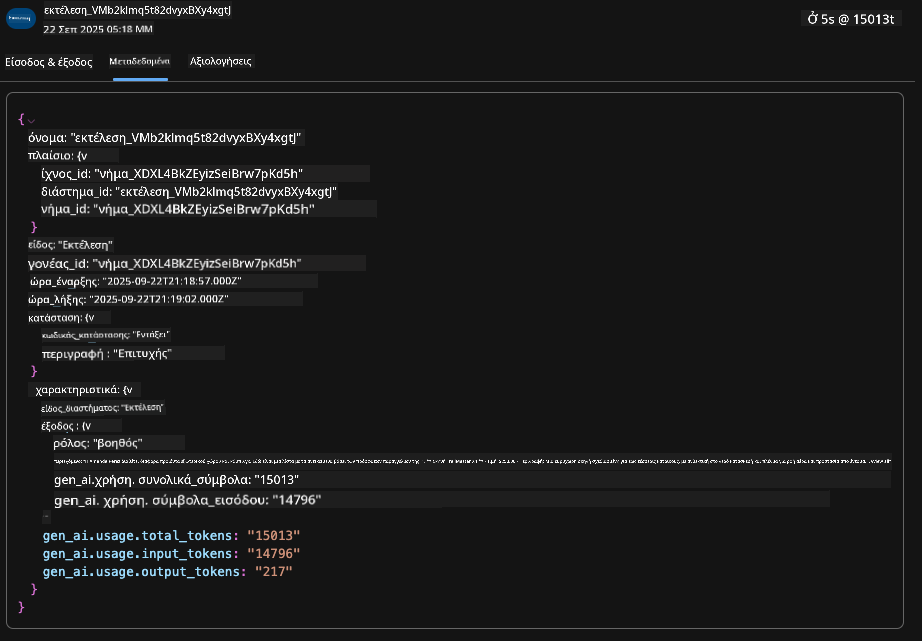 εκτέλεση_VMb2klmq5t82dvyxBXy4xgtJ
22 Σεπ 2025 05:18 ΜΜ
5s @ 15013t
Είσοδος & έξοδος
Μεταδεδομένα
Αξιολογήσεις
{
όνομα: "εκτέλεση_VMb2klmq5t82dvyxBXy4xgtJ"
πλαίσιο: {v
ίχνος_id: "νήμα_XDXL4BkZEyizSeiBrw7pKd5h"
διάστημα_id: "εκτέλεση_VMb2klmq5t82dvyxBXy4xgtJ"
νήμα_id: "νήμα_XDXL4BkZEyizSeiBrw7pKd5h"
}
είδος: "Εκτέλεση"
γονέας_id: "νήμα_XDXL4BkZEyizSeiBrw7pKd5h"
ώρα_έναρξης: "2025-09-22T21:18:57.000Z"
ώρα_λήξης: "2025-09-22T21:19:02.000Z"
κατάσταση: {v
κωδικός_κατάστασης: "Εντάξει"
περιγραφή : "Επιτυχής"
}
χαρακτηριστικά: {v
είδος_διαστήματος: "Εκτέλεση"
έξοδος : {v
ρόλος: "βοηθός"
gen_ai.χρήση. συνολικά_σύμβολα: "15013"
gen_ai. χρήση. σύμβολα_εισόδου: "14796"
gen_ai.usage.total_tokens: "15013"
gen_ai.usage.input_tokens: "14796"
gen_ai.usage.output_tokens: "217"
}
}